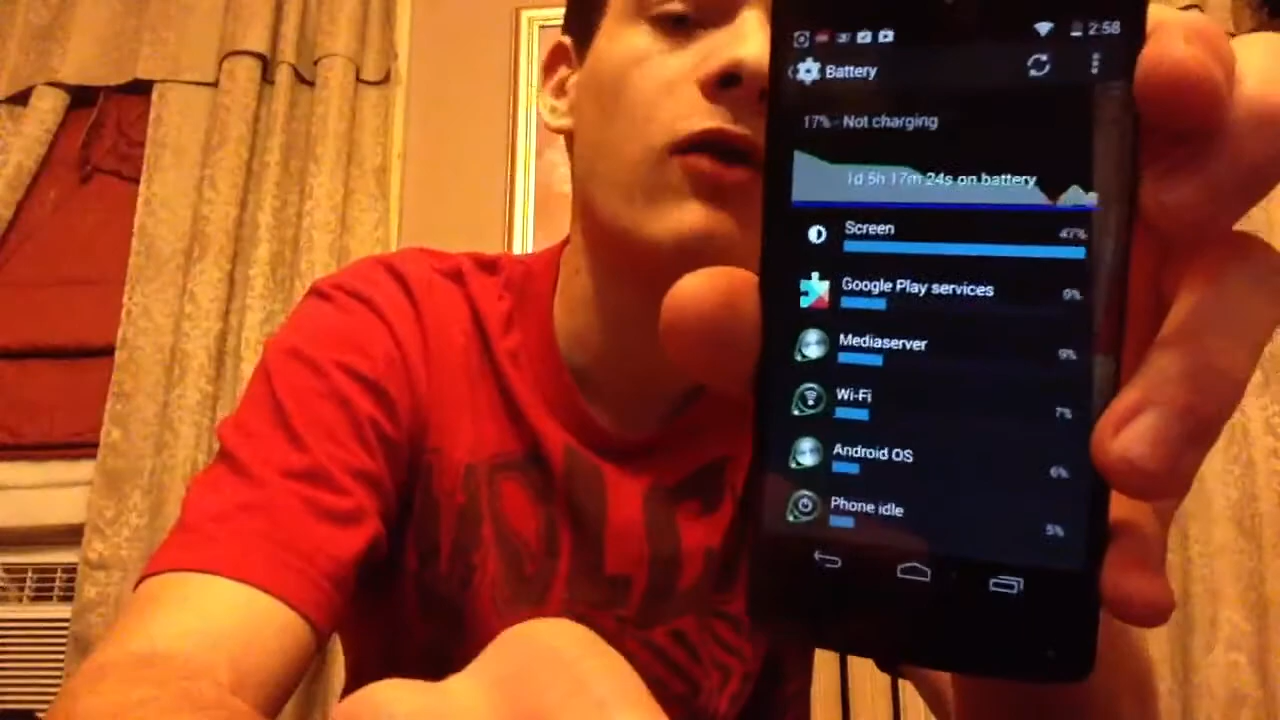 2:58
Battery
17% - Not charging
1d 5h 17m 24s on battery
Screen 47%
Google Play services 9%
Mediaserver 9%
Wi-Fi 7%
Android OS 6%
Phone idle 5%